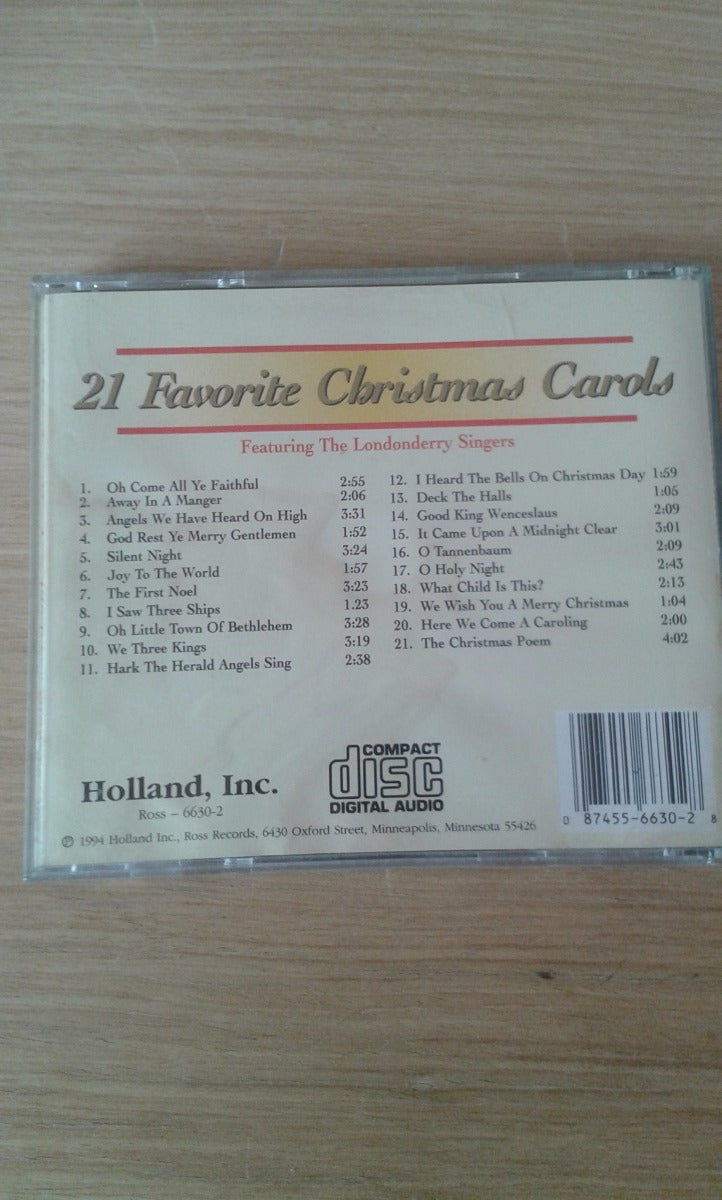 21 Favorite Christmas Carols
Featuring The Londonderry Singers
1. Oh Come All Ye Faithful 2:55
2. Away In A Manger 2:06
3. Angels We Have Heard On High 3:31
4. God Rest Ye Merry Gentlemen 1:52
5. Silent Night 3:24
6. Joy To The World 1:57
7. The First Noel 3:23
8. I Saw Three Ships 1.23
9. Oh Little Town Of Bethlehem 3:28
10. We Three Kings 3:19
11. Hark The Herald Angels Sing 2:38
12. I Heard The Bells On Christmas Day 1:59
13. Deck The Halls 1:05
14. Good King Wenceslaus 2:09
15. It Came Upon A Midnight Clear 3:01
16. O Tannenbaum 2:09
17. O Holy Night 2:43
18. What Child Is This? 2:13
19. We Wish You A Merry Christmas 1:04
20. Here We Come A Caroling 2:00
21. The Christmas Poem 4:02
Holland, Inc.
Ross – 6630-2
COMPACT
disc
DIGITAL AUDIO
℗ 1994 Holland Inc., Ross Records, 6430 Oxford Street, Minneapolis, Minnesota 55426
0 87455-6630-2 8